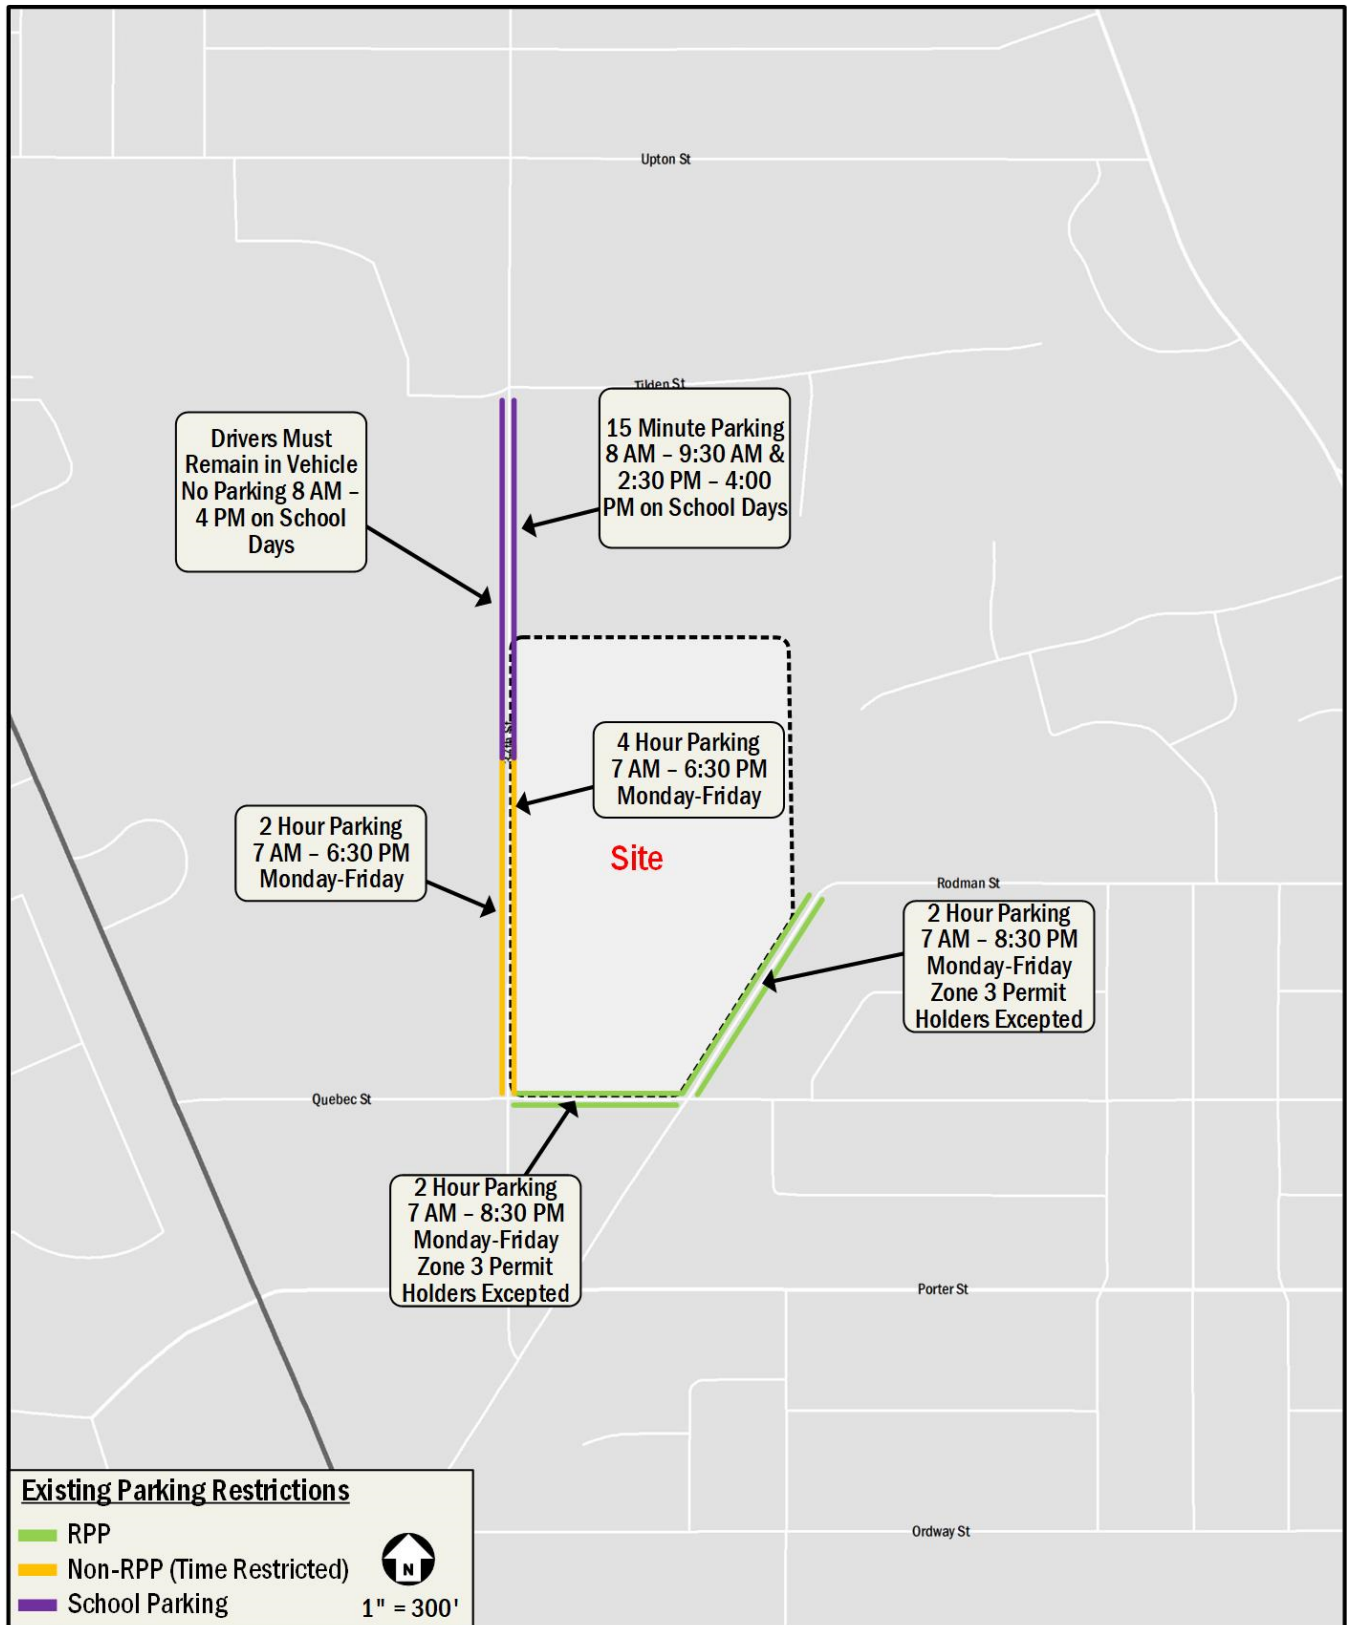 Upton St
Tilden St
Drivers Must
Remain in Vehicle
No Parking 8 AM –
4 PM on School
Days
15 Minute Parking
8 AM – 9:30 AM &
2:30 PM – 4:00
PM on School Days
4 Hour Parking
7 AM – 6:30 PM
Monday-Friday
2 Hour Parking
7 AM – 6:30 PM
Monday-Friday
Site
Rodman St
2 Hour Parking
7 AM – 8:30 PM
Monday-Friday
Zone 3 Permit
Holders Excepted
Quebec St
2 Hour Parking
7 AM – 8:30 PM
Monday-Friday
Zone 3 Permit
Holders Excepted
Porter St
Ordway St
Existing Parking Restrictions
RPP
Non-RPP (Time Restricted)
School Parking
N
1" = 300'